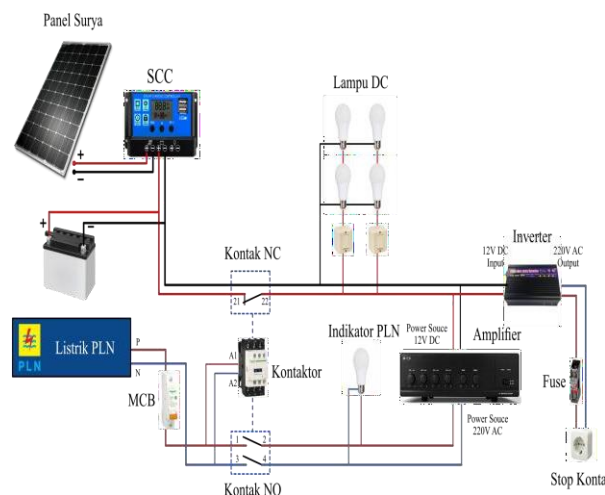 Panel Surya
SCC
Lampu DC
+
−
+
−
Kontak NC
21
22
Inverter
12V DC
Input
220V AC
Output
Listrik PLN
PLN
P
N
MCB
A1
A2
Kontaktor
Indikator PLN
Power Souce
12V DC
Amplifier
Power Souce
220V AC
Fuse
1
2
3
4
Kontak NO
Stop Konta